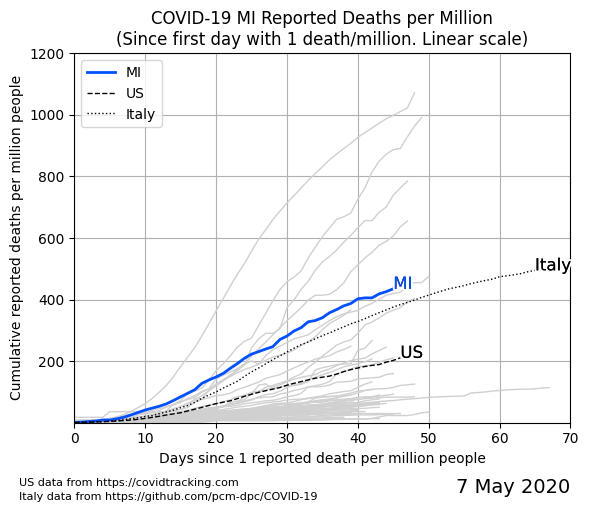 COVID-19 MI Reported Deaths per Million
(Since first day with 1 death/million. Linear scale)
Cumulative reported deaths per million people
1200
1000
800
600
400
200
MI
US
Italy
MI
Italy
US
0
10
20
30
40
50
60
70
Days since 1 reported death per million people
US data from https://covidtracking.com
Italy data from https://github.com/pcm-dpc/COVID-19
7 May 2020